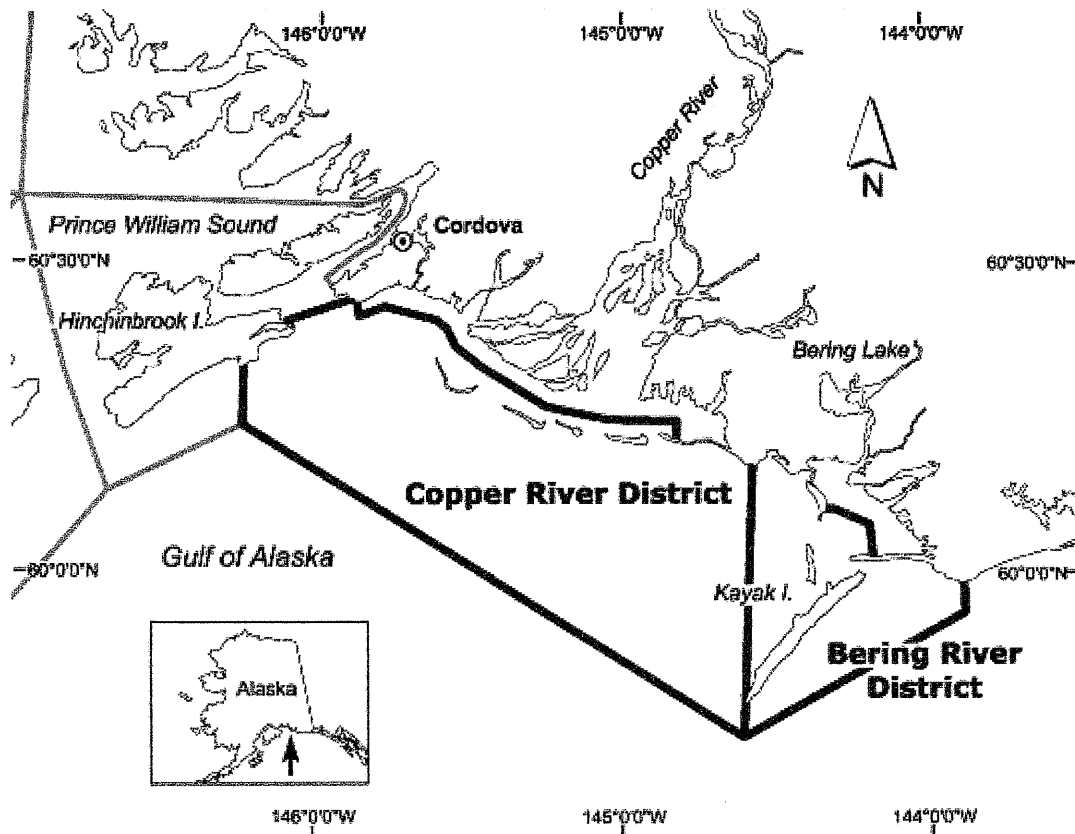 146°0'0"W
145°0'0"W
144°0'0"W
Copper River
N
Prince William Sound
Cordova
60°30'0"N
60°30'0"N
Hinchinbrook I.
Bering Lake
Copper River District
Gulf of Alaska
60°0'0"N
60°0'0"N
Kayak I.
Bering River
District
Alaska
146°0'0"W
145°0'0"W
144°0'0"W